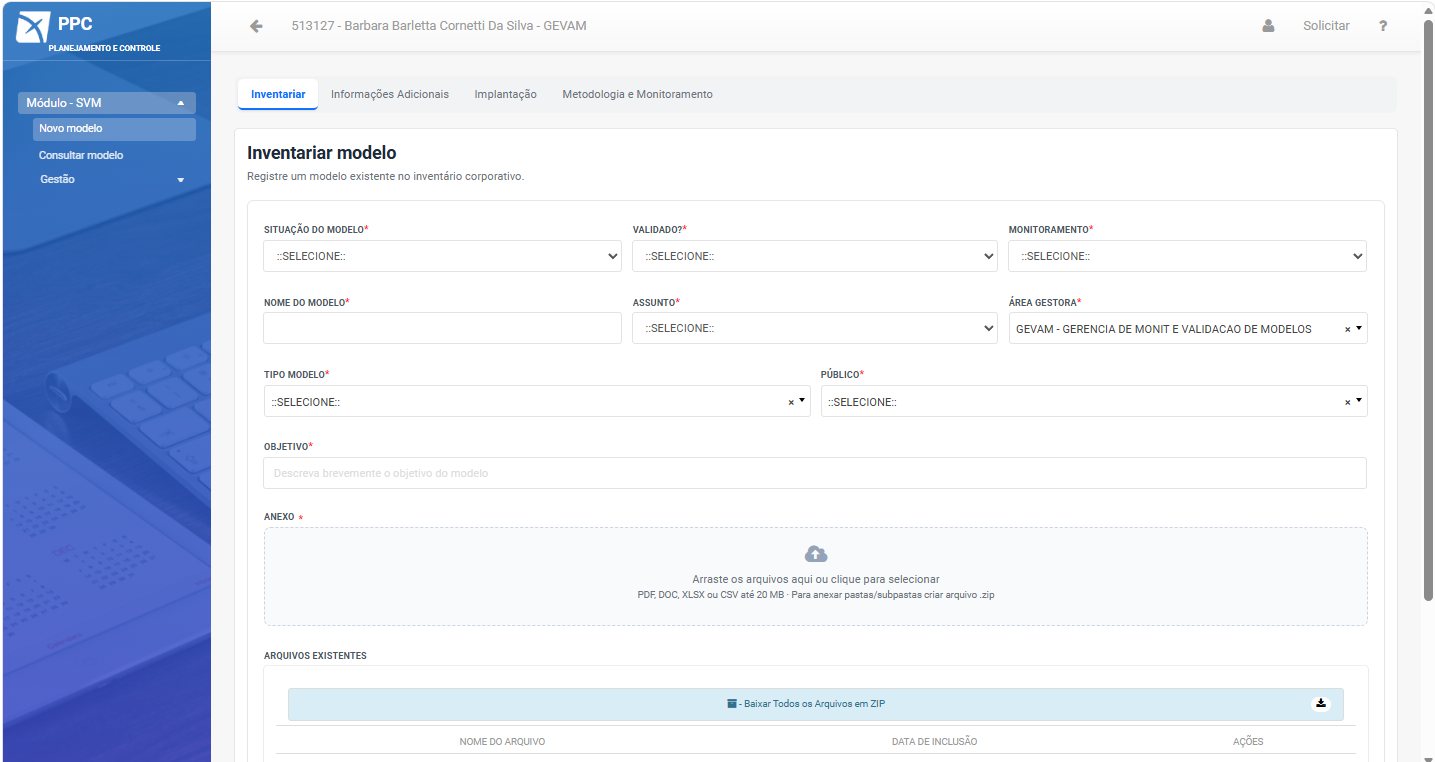 PPC
PLANEJAMENTO E CONTROLE
513127 - Barbara Barletta Cornetti Da Silva - GEVAM
Solicitar
?
Módulo - SVM
Novo modelo
Consultar modelo
Gestão
Inventariar
Informações Adicionais
Implantação
Metodologia e Monitoramento
Inventariar modelo
Registre um modelo existente no inventário corporativo.
SITUAÇÃO DO MODELO*
VALIDADO?*
MONITORAMENTO*
::SELECIONE::
::SELECIONE::
::SELECIONE::
NOME DO MODELO*
ASSUNTO*
ÁREA GESTORA*
::SELECIONE::
GEVAM - GERENCIA DE MONIT E VALIDACAO DE MODELOS
×
TIPO MODELO*
PÚBLICO*
::SELECIONE::
×
::SELECIONE::
×
OBJETIVO*
Descreva brevemente o objetivo do modelo
ANEXO *
Arraste os arquivos aqui ou clique para selecionar
PDF, DOC, XLSX ou CSV até 20 MB · Para anexar pastas/subpastas criar arquivo .zip
ARQUIVOS EXISTENTES
- Baixar Todos os Arquivos em ZIP
NOME DO ARQUIVO
DATA DE INCLUSÃO
AÇÕES